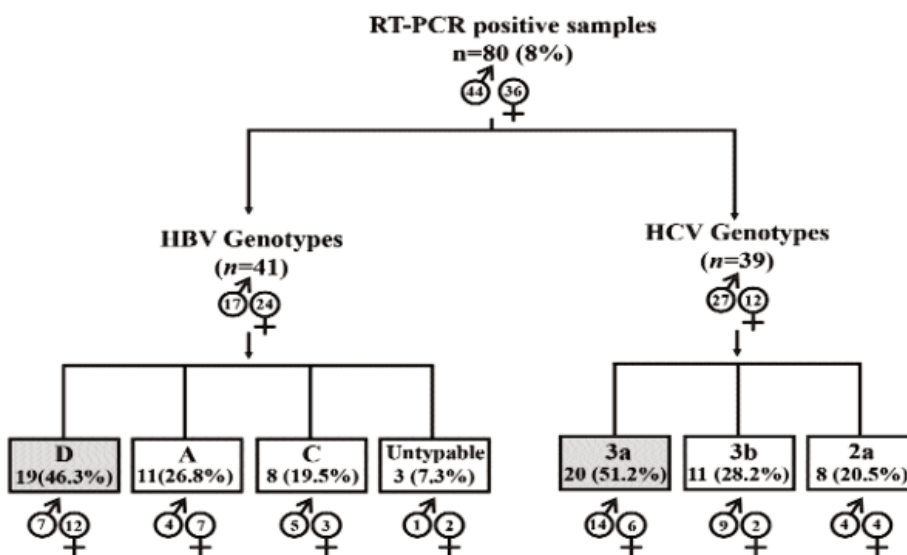 RT-PCR positive samples
n=80 (8%)
44 36
HBV Genotypes
(n=41)
17 24
HCV Genotypes
(n=39)
27 12
D
19(46.3%)
7 12
A
11(26.8%)
4 7
C
8 (19.5%)
5 3
Untypable
3 (7.3%)
1 2
3a
20 (51.2%)
14 6
3b
11 (28.2%)
9 2
2a
8 (20.5%)
4 4